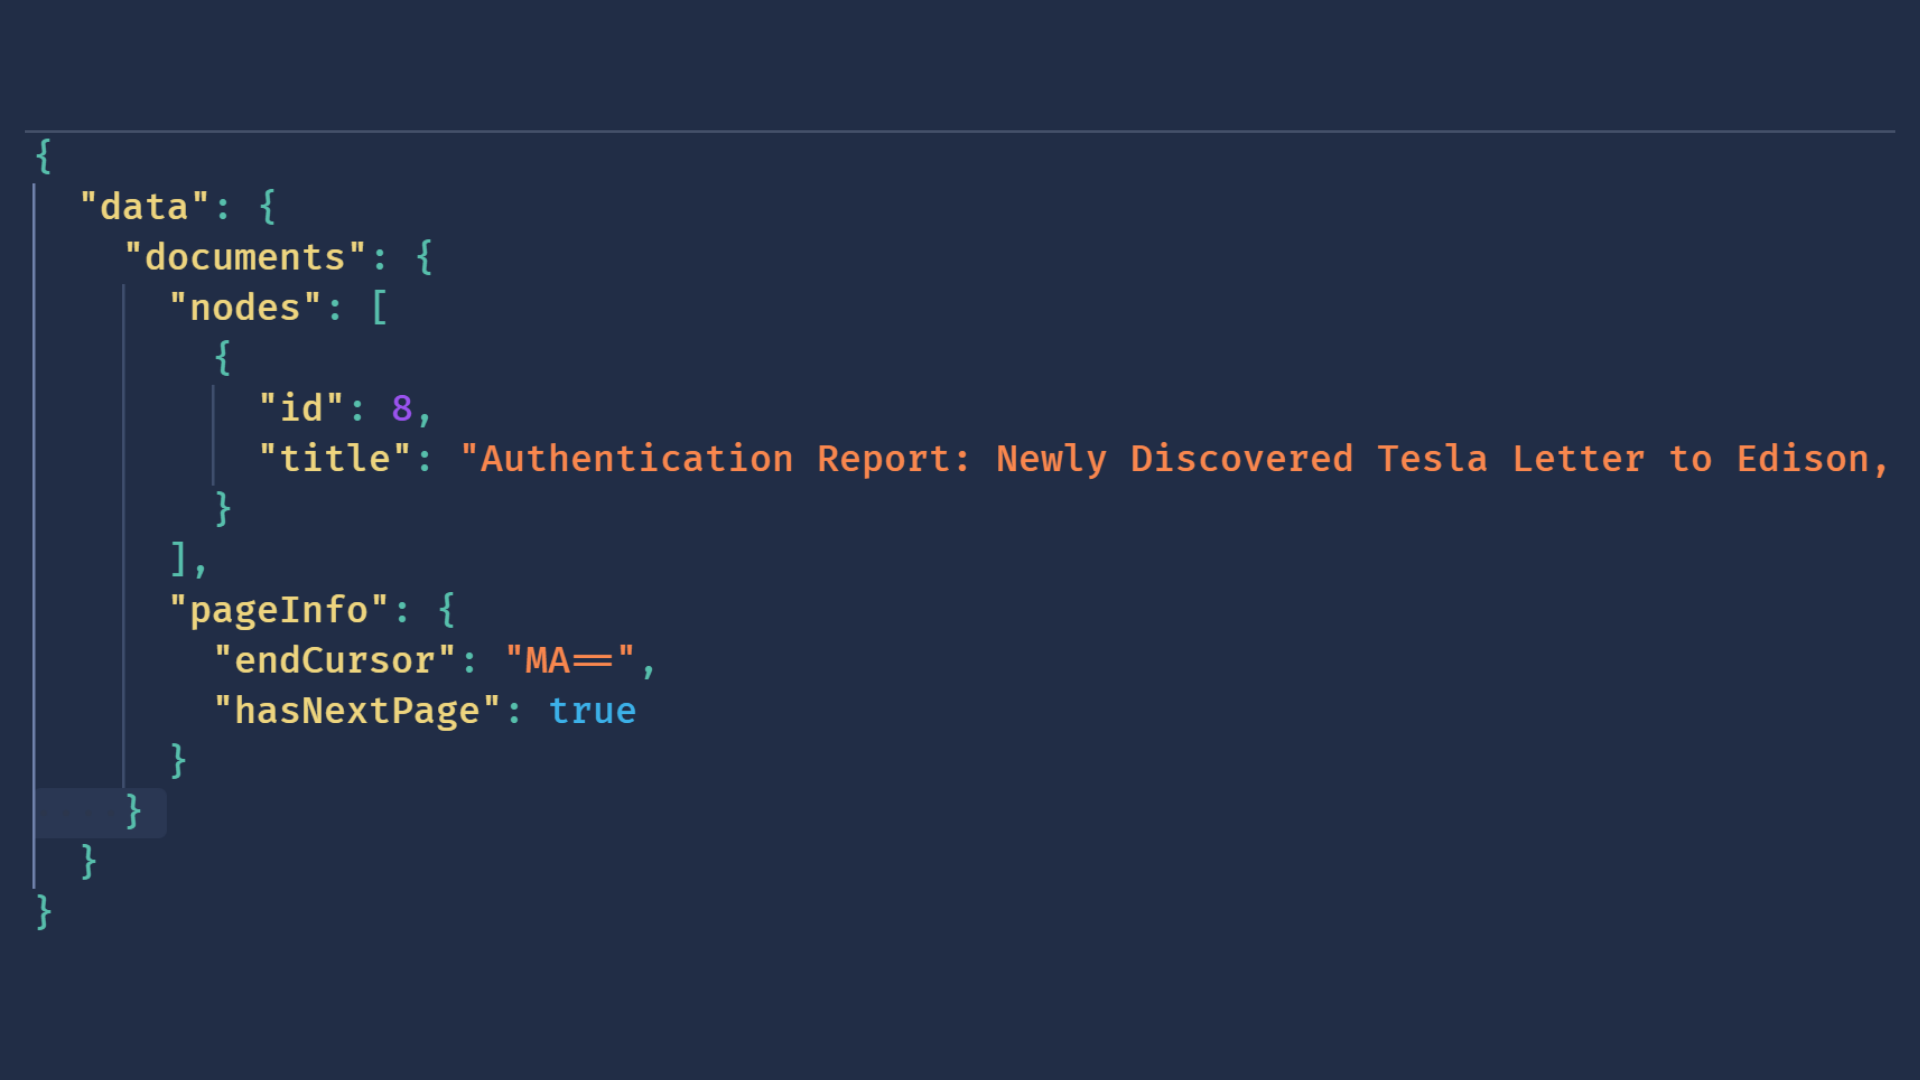 {
"data": {
"documents": {
"nodes": [
{
"id": 8,
"title": "Authentication Report: Newly Discovered Tesla Letter to Edison,
}
],
"pageInfo": {
"endCursor": "MA==",
"hasNextPage": true
}
}
}
}